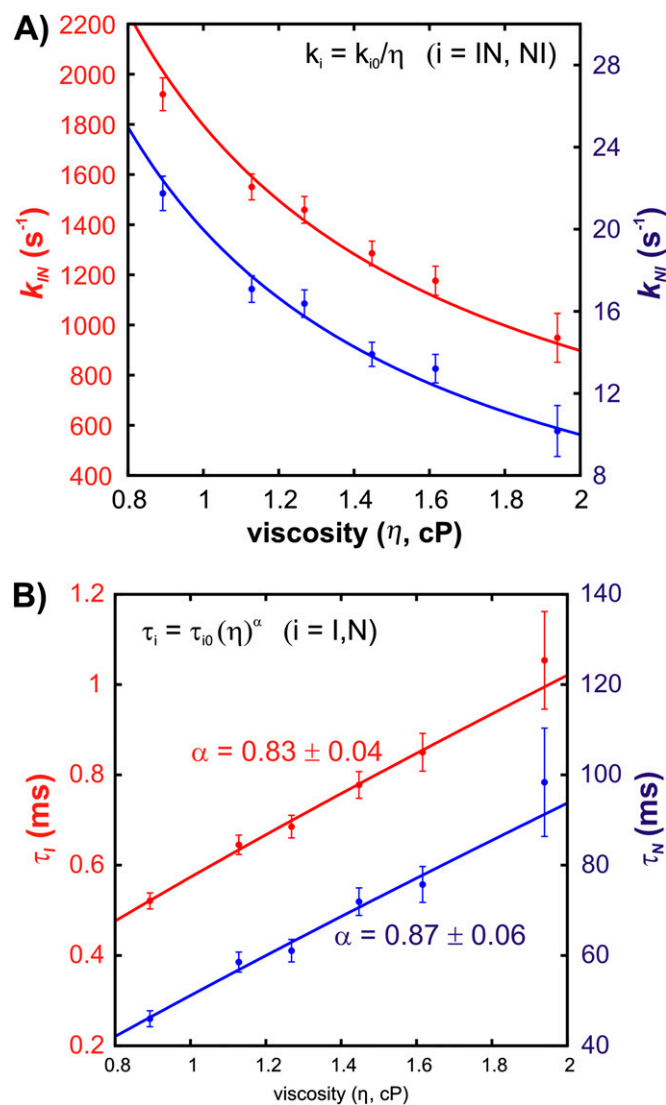 A)
k_i = k_i0/η (i = IN, NI)
2200
2000
1800
1600
1400
1200
1000
800
600
400
k_IN (s⁻¹)
28
24
20
16
12
8
k_NI (s⁻¹)
0.8 1 1.2 1.4 1.6 1.8 2
viscosity (η, cP)
B)
τ_i = τ_i0 (η)^α (i = I,N)
1.2
1
0.8
0.6
0.4
0.2
τ_I (ms)
α = 0.83 ± 0.04
α = 0.87 ± 0.06
140
120
100
80
60
40
τ_N (ms)
0.8 1 1.2 1.4 1.6 1.8 2
viscosity (η, cP)